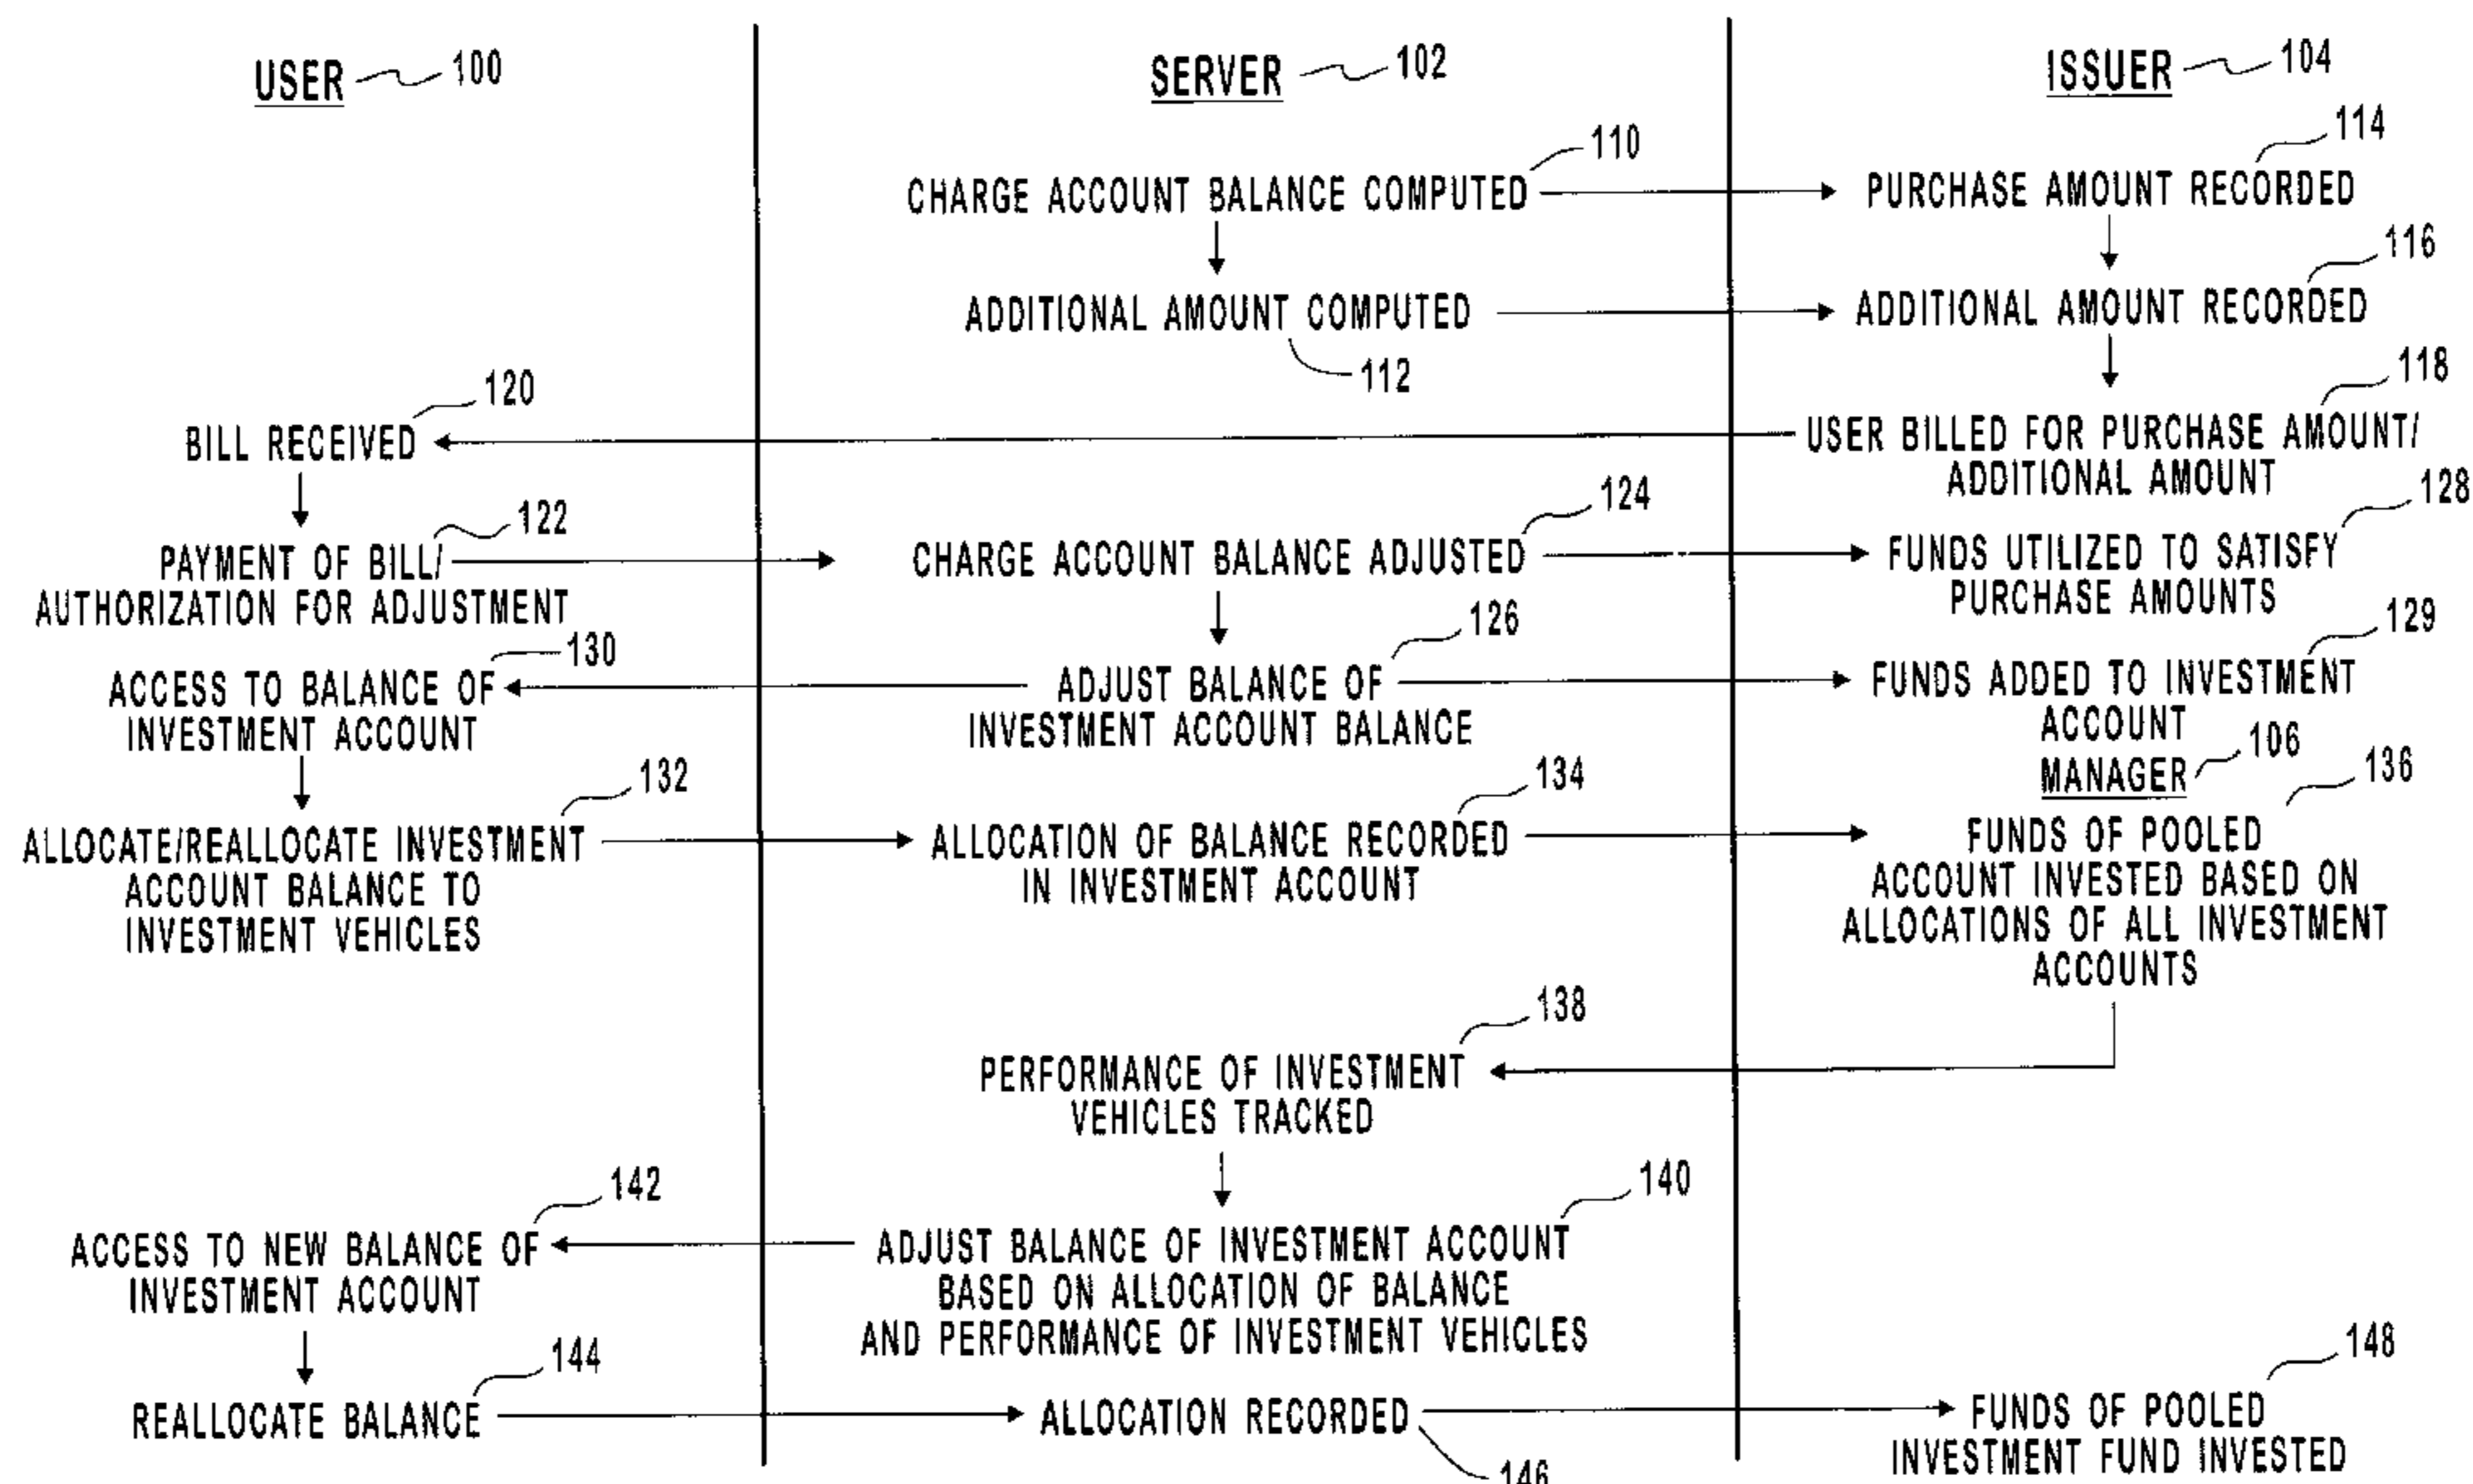 USER 100
SERVER 102
ISSUER 104
110
114
CHARGE ACCOUNT BALANCE COMPUTED
PURCHASE AMOUNT RECORDED
116
ADDITIONAL AMOUNT COMPUTED
ADDITIONAL AMOUNT RECORDED
112
118
120
BILL RECEIVED
USER BILLED FOR PURCHASE AMOUNT/
ADDITIONAL AMOUNT
122
124
128
PAYMENT OF BILL/
AUTHORIZATION FOR ADJUSTMENT
CHARGE ACCOUNT BALANCE ADJUSTED
FUNDS UTILIZED TO SATISFY
PURCHASE AMOUNTS
130
126
129
ACCESS TO BALANCE OF
INVESTMENT ACCOUNT
ADJUST BALANCE OF
INVESTMENT ACCOUNT BALANCE
FUNDS ADDED TO INVESTMENT
ACCOUNT
MANAGER 106
132
134
136
ALLOCATE/REALLOCATE INVESTMENT
ACCOUNT BALANCE TO
INVESTMENT VEHICLES
ALLOCATION OF BALANCE RECORDED
IN INVESTMENT ACCOUNT
FUNDS OF POOLED
ACCOUNT INVESTED BASED ON
ALLOCATIONS OF ALL INVESTMENT
ACCOUNTS
138
PERFORMANCE OF INVESTMENT
VEHICLES TRACKED
142
140
ACCESS TO NEW BALANCE OF
INVESTMENT ACCOUNT
ADJUST BALANCE OF INVESTMENT ACCOUNT
BASED ON ALLOCATION OF BALANCE
AND PERFORMANCE OF INVESTMENT VEHICLES
144
148
REALLOCATE BALANCE
ALLOCATION RECORDED
FUNDS OF POOLED
INVESTMENT FUND INVESTED
146